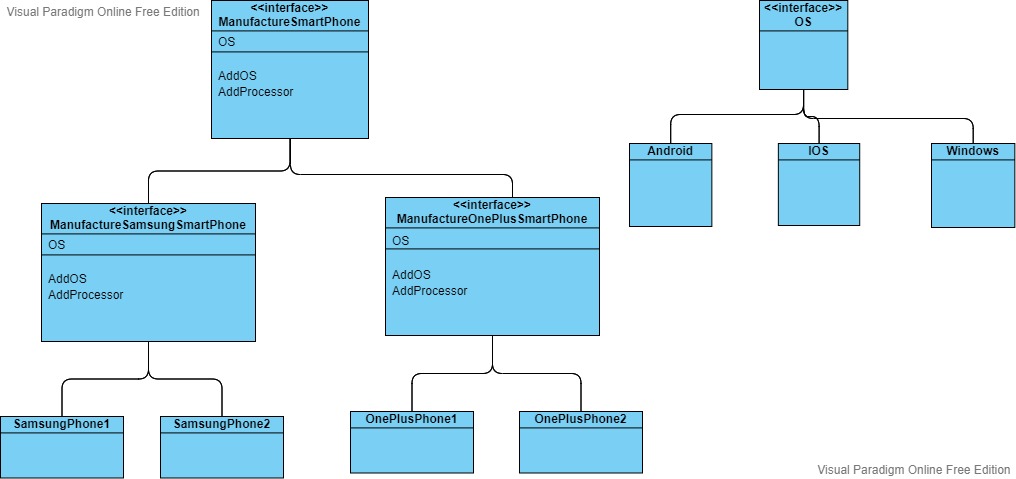 Visual Paradigm Online Free Edition
<<interface>>
ManufactureSmartPhone
OS
AddOS
AddProcessor
<<interface>>
OS
Android
IOS
Windows
<<interface>>
ManufactureSamsungSmartPhone
OS
AddOS
AddProcessor
<<interface>>
ManufactureOnePlusSmartPhone
OS
AddOS
AddProcessor
SamsungPhone1
SamsungPhone2
OnePlusPhone1
OnePlusPhone2
Visual Paradigm Online Free Edition